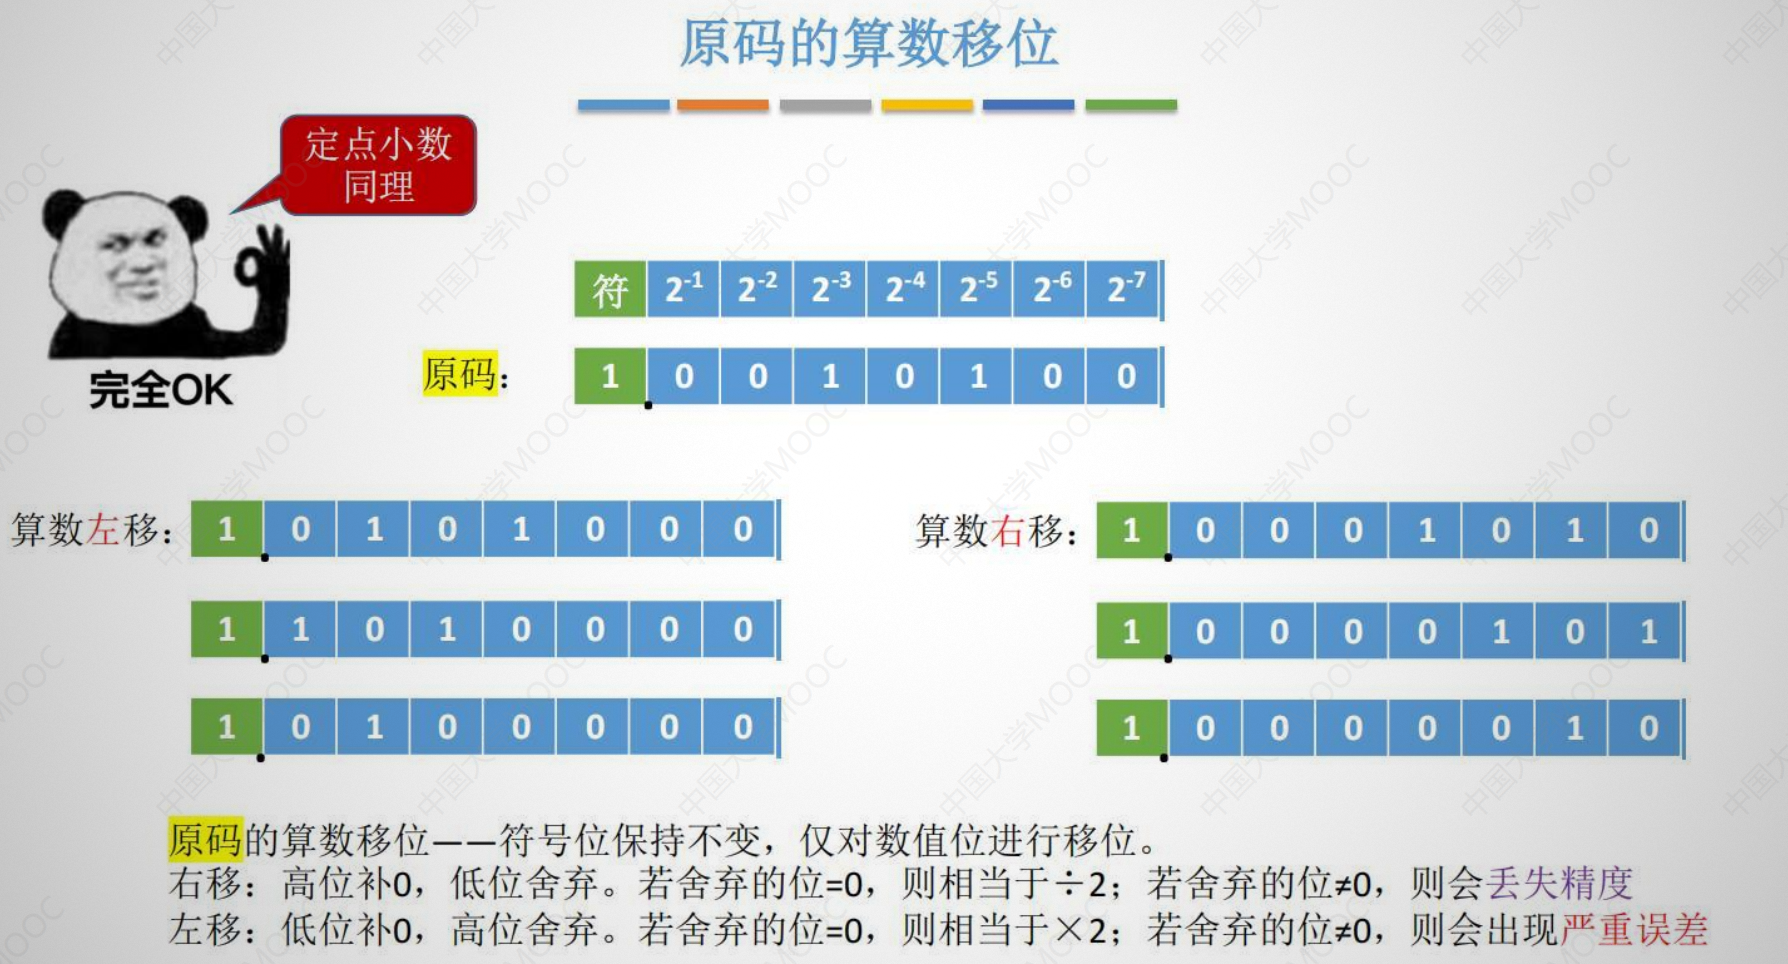 原码的算数移位
定点小数
同理
完全OK
符 2⁻¹ 2⁻² 2⁻³ 2⁻⁴ 2⁻⁵ 2⁻⁶ 2⁻⁷
原码： 1 0 0 1 0 1 0 0
算数左移： 1 0 1 0 1 0 0 0
1 1 0 1 0 0 0 0
1 0 1 0 0 0 0 0
算数右移： 1 0 0 0 1 0 1 0
1 0 0 0 0 1 0 1
1 0 0 0 0 0 1 0
原码的算数移位——符号位保持不变，仅对数值位进行移位。
右移：高位补0，低位舍弃。若舍弃的位=0，则相当于÷2；若舍弃的位≠0，则会丢失精度
左移：低位补0，高位舍弃。若舍弃的位=0，则相当于×2；若舍弃的位≠0，则会出现严重误差
中国大学MOOC